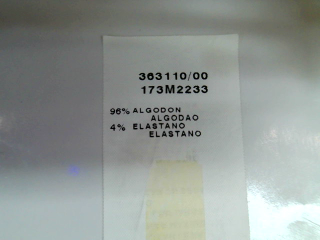 363110/00
173M2233
96% ALGODON
ALGODAO
4% ELASTANO
ELASTANO